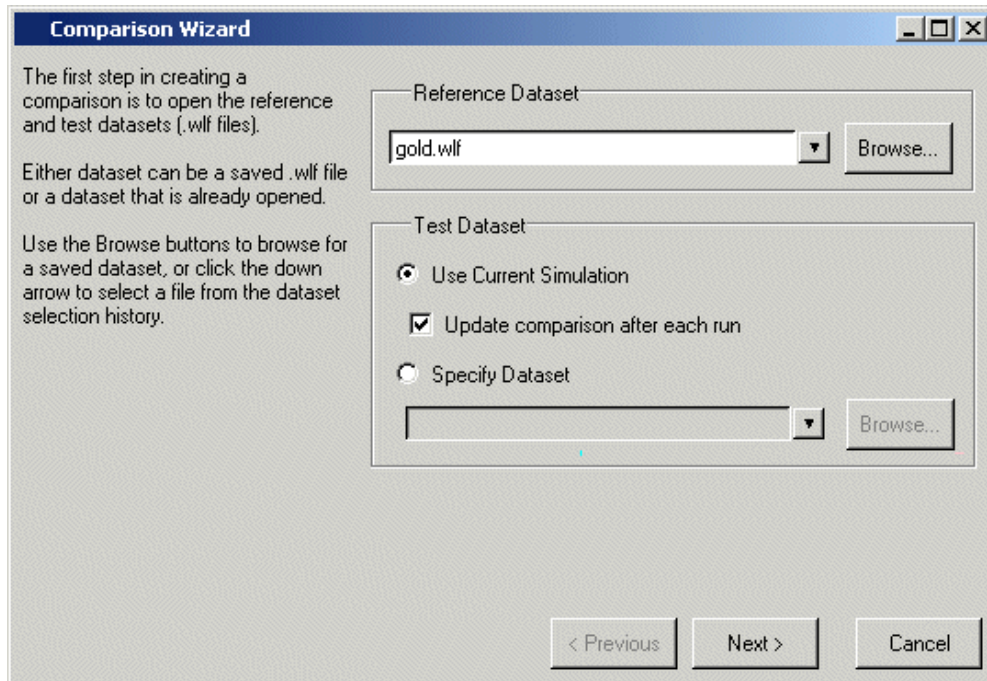 Comparison Wizard
The first step in creating a
comparison is to open the reference
and test datasets (.wlf files).
Either dataset can be a saved .wlf file
or a dataset that is already opened.
Use the Browse buttons to browse for
a saved dataset, or click the down
arrow to select a file from the dataset
selection history.
Reference Dataset
gold.wlf
Browse...
Test Dataset
Use Current Simulation
Update comparison after each run
Specify Dataset
Browse...
< Previous
Next >
Cancel